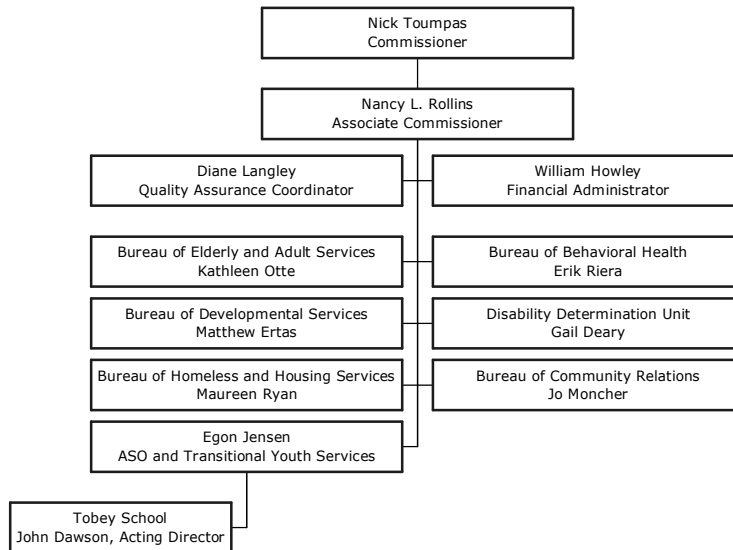 Nick Toumpas
Commissioner
Nancy L. Rollins
Associate Commissioner
Diane Langley
Quality Assurance Coordinator
William Howley
Financial Administrator
Bureau of Elderly and Adult Services
Kathleen Otte
Bureau of Behavioral Health
Erik Riera
Bureau of Developmental Services
Matthew Ertas
Disability Determination Unit
Gail Deary
Bureau of Homeless and Housing Services
Maureen Ryan
Bureau of Community Relations
Jo Moncher
Egon Jensen
ASO and Transitional Youth Services
Tobey School
John Dawson, Acting Director